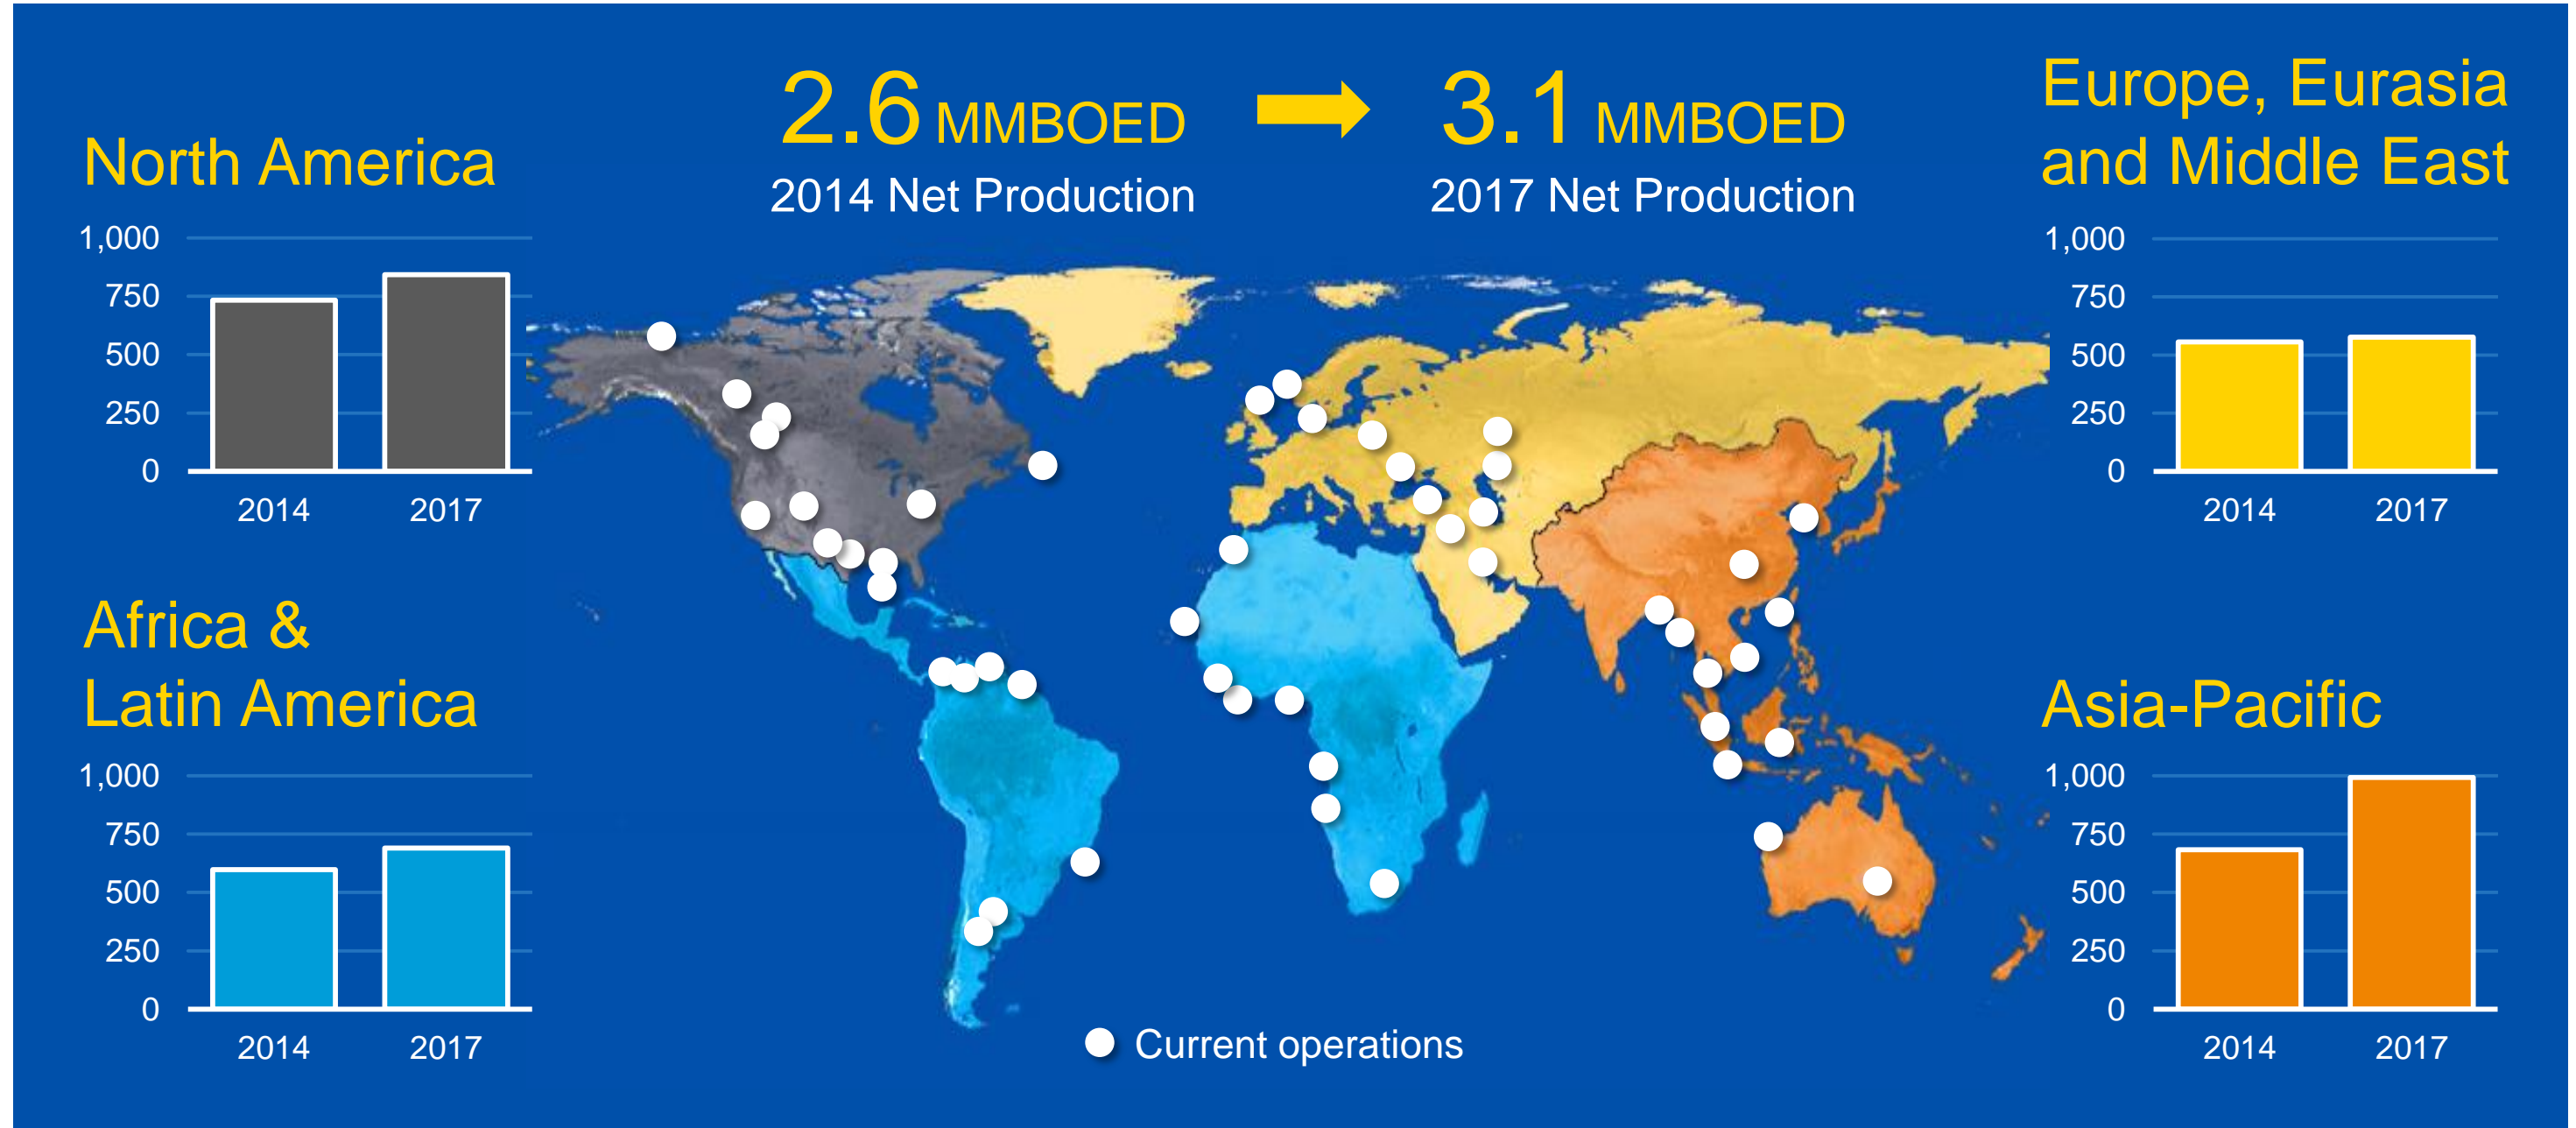 2.6 MMBOED
2014 Net Production
3.1 MMBOED
2017 Net Production
North America
1,000
750
500
250
0
2014 2017
Europe, Eurasia
and Middle East
1,000
750
500
250
0
2014 2017
Africa &
Latin America
1,000
750
500
250
0
2014 2017
Asia-Pacific
1,000
750
500
250
0
2014 2017
Current operations